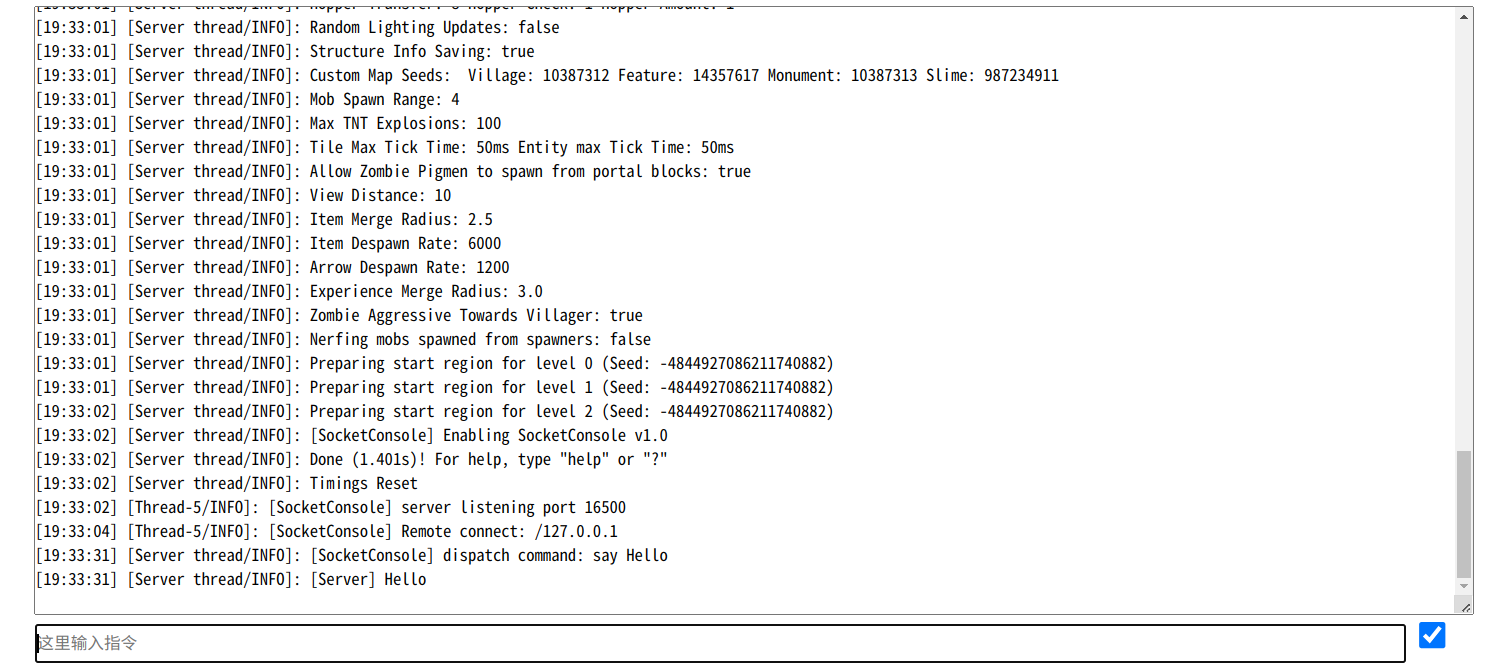 [19:33:01] [Server thread/INFO]: Hopper Transfer: 8 Hopper Check: 1 Hopper Amount: 1
[19:33:01] [Server thread/INFO]: Random Lighting Updates: false
[19:33:01] [Server thread/INFO]: Structure Info Saving: true
[19:33:01] [Server thread/INFO]: Custom Map Seeds:  Village: 10387312 Feature: 14357617 Monument: 10387313 Slime: 987234911
[19:33:01] [Server thread/INFO]: Mob Spawn Range: 4
[19:33:01] [Server thread/INFO]: Max TNT Explosions: 100
[19:33:01] [Server thread/INFO]: Tile Max Tick Time: 50ms Entity max Tick Time: 50ms
[19:33:01] [Server thread/INFO]: Allow Zombie Pigmen to spawn from portal blocks: true
[19:33:01] [Server thread/INFO]: View Distance: 10
[19:33:01] [Server thread/INFO]: Item Merge Radius: 2.5
[19:33:01] [Server thread/INFO]: Item Despawn Rate: 6000
[19:33:01] [Server thread/INFO]: Arrow Despawn Rate: 1200
[19:33:01] [Server thread/INFO]: Experience Merge Radius: 3.0
[19:33:01] [Server thread/INFO]: Zombie Aggressive Towards Villager: true
[19:33:01] [Server thread/INFO]: Nerfing mobs spawned from spawners: false
[19:33:01] [Server thread/INFO]: Preparing start region for level 0 (Seed: -4844927086211740882)
[19:33:01] [Server thread/INFO]: Preparing start region for level 1 (Seed: -4844927086211740882)
[19:33:02] [Server thread/INFO]: Preparing start region for level 2 (Seed: -4844927086211740882)
[19:33:02] [Server thread/INFO]: [SocketConsole] Enabling SocketConsole v1.0
[19:33:02] [Server thread/INFO]: Done (1.401s)! For help, type "help" or "?"
[19:33:02] [Server thread/INFO]: Timings Reset
[19:33:02] [Thread-5/INFO]: [SocketConsole] server listening port 16500
[19:33:04] [Thread-5/INFO]: [SocketConsole] Remote connect: /127.0.0.1
[19:33:31] [Server thread/INFO]: [SocketConsole] dispatch command: say Hello
[19:33:31] [Server thread/INFO]: [Server] Hello
这里输入指令